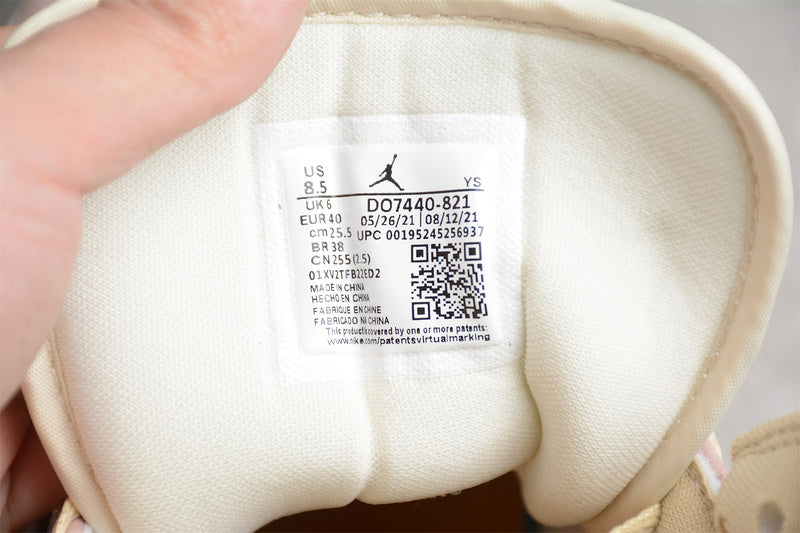 US
8.5
YS
UK 6
DO7440-821
EUR 40
05/26/21 | 08/12/21
cm 25.5
UPC 00195245256937
BR 38
CN 255 (2.5)
01XV2TFB22ED2
MADE IN CHINA
HECHO EN CHINA
FABRIQUE EN CHINE
FABRICADO NA CHINA
This product is covered by one or more patents:
www.nike.com/patentsvirtualmarking